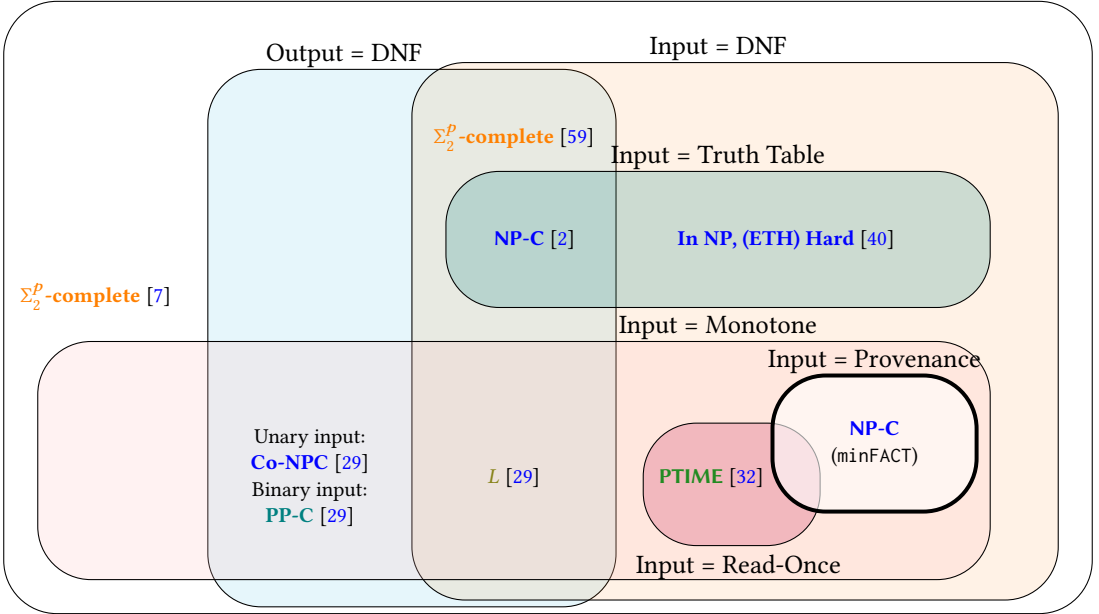 Output = DNF
Input = DNF
Σ₂ᵖ-complete [59]
Input = Truth Table
NP-C [2]
In NP, (ETH) Hard [40]
Σ₂ᵖ-complete [7]
Input = Monotone
Input = Provenance
NP-C
(minFACT)
Unary input:
Co-NPC [29]
Binary input:
PP-C [29]
L [29]
PTIME [32]
Input = Read-Once